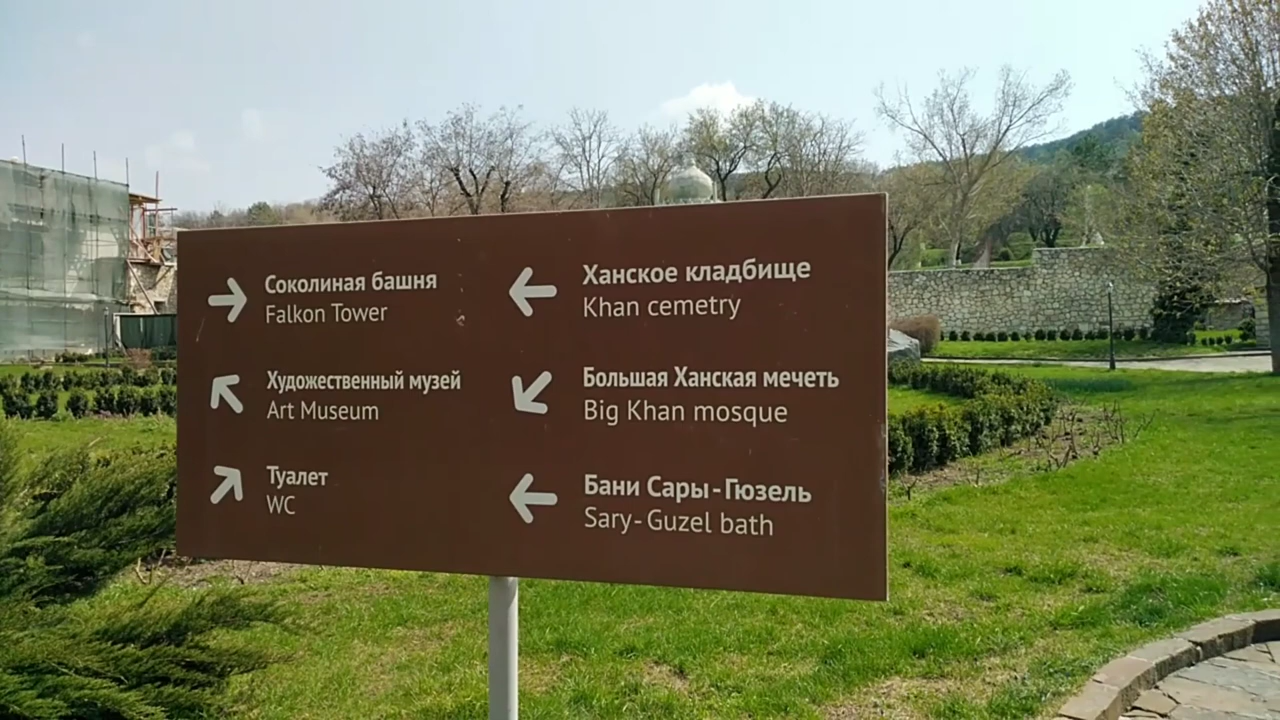 Соколиная башня
Falkon Tower
Художественный музей
Art Museum
Туалет
WC
Ханское кладбище
Khan cemetry
Большая Ханская мечеть
Big Khan mosque
Бани Сары-Гюзель
Sary-Guzel bath